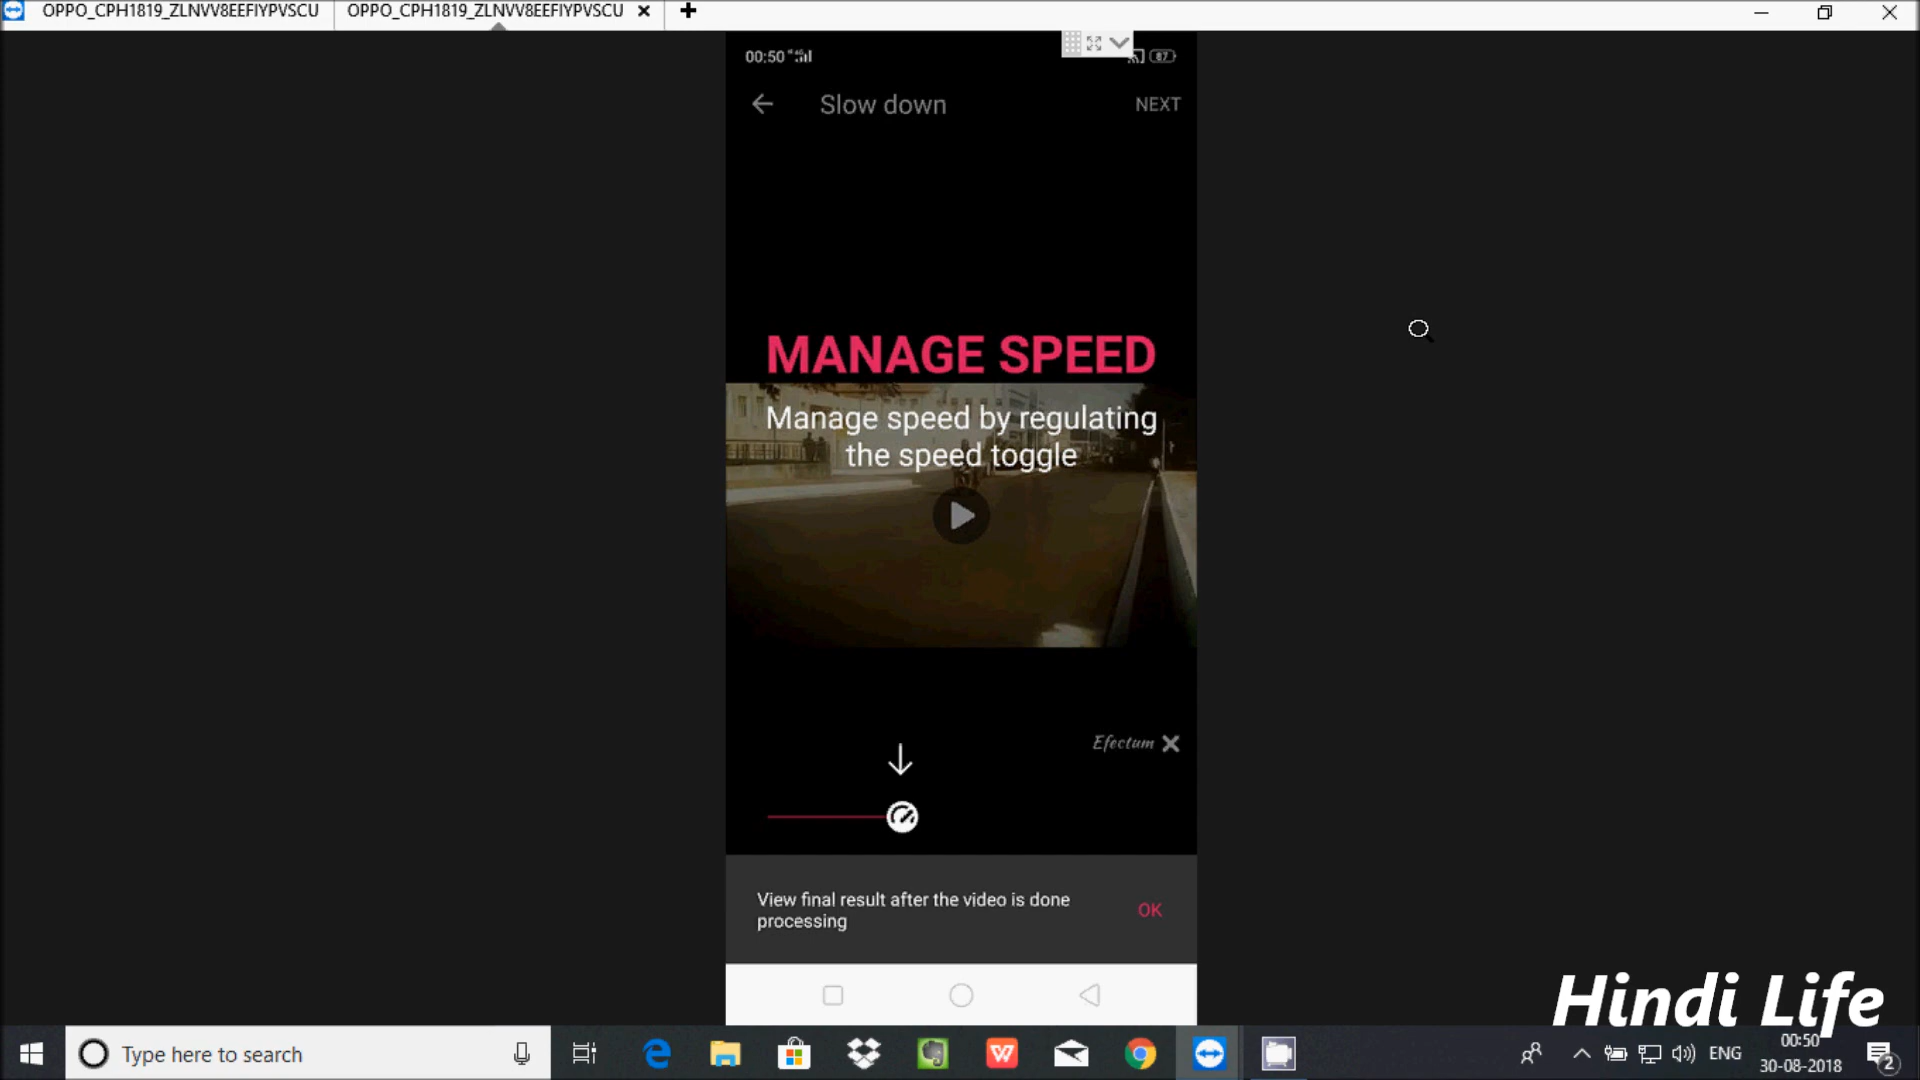 OPPO_CPH1819_ZLNVV8EEFIYPVSCU
OPPO_CPH1819_ZLNVV8EEFIYPVSCU
00:50
87
Slow down
NEXT
MANAGE SPEED
Manage speed by regulating
the speed toggle
Efectum
View final result after the video is done
processing
OK
Hindi Life
Type here to search
ENG
00:50
30-08-2018
2